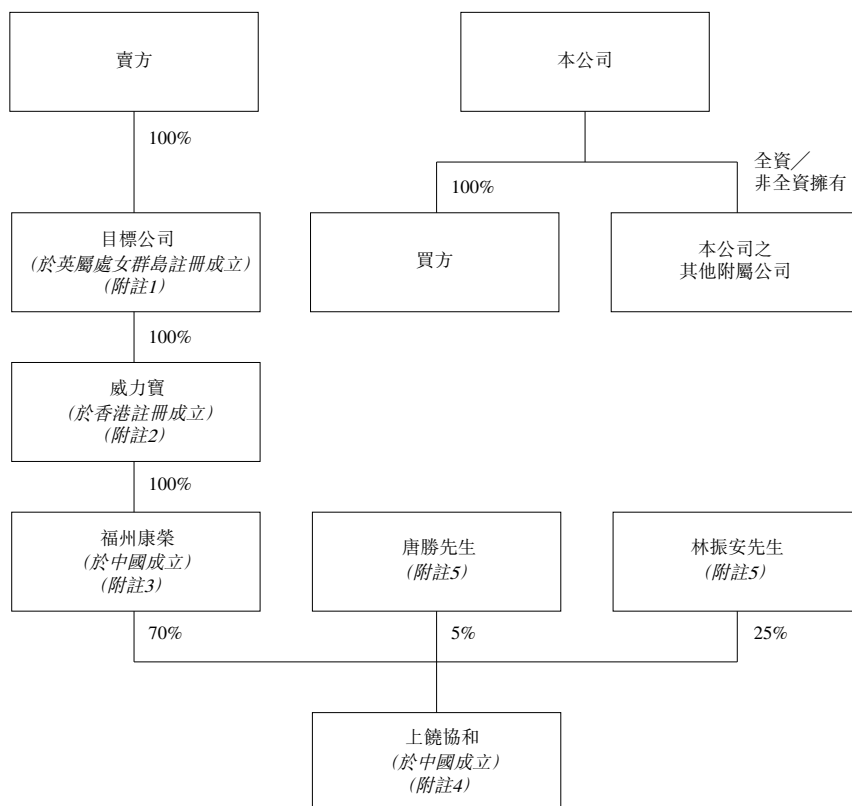 賣方
本公司
100%
全資／
非全資擁有
100%
目標公司
(於英屬處女群島註冊成立)
(附註1)
買方
本公司之
其他附屬公司
100%
威力寶
(於香港註冊成立)
(附註2)
100%
福州康榮
(於中國成立)
(附註3)
唐勝先生
(附註5)
林振安先生
(附註5)
70%
5%
25%
上饒協和
(於中國成立)
(附註4)